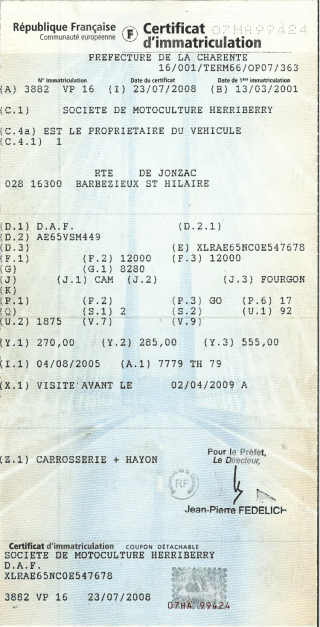 République Française
Communauté européenne
F
Certificat
d'immatriculation
07HA99424
PREFECTURE DE LA CHARENTE
16/001/TERM66/OP07/363
N° immatriculation Date du certificat Date de 1ère immatriculation
(A) 3882 VP 16 (I) 23/07/2008 (B) 13/03/2001
(C.1) SOCIETE DE MOTOCULTURE HERRIBERRY
(C.4a) EST LE PROPRIETAIRE DU VEHICULE
(C.4.1) 1
RTE DE JONZAC
028 16300 BARBEZIEUX ST HILAIRE
(D.1) D.A.F. (D.2.1)
(D.2) AE65VSM449
(D.3) (E) XLRAE65NC0E547678
(F.1) (F.2) 12000 (F.3) 12000
(G) (G.1) 8280
(J) (J.1) CAM (J.2) (J.3) FOURGON
(K)
(P.1) (P.2) (P.3) GO (P.6) 17
(Q) (S.1) 2 (S.2) (U.1) 92
(U.2) 1875 (V.7) (V.9)
(Y.1) 270,00 (Y.2) 285,00 (Y.3) 555,00
(I.1) 04/08/2005 (A.1) 7779 TH 79
(X.1) VISITE AVANT LE 02/04/2009 A
(Z.1) CARROSSERIE + HAYON
Pour le Préfet,
Le Directeur,
RF
Jean-Pierre FEDELICH
Certificat d'immatriculation COUPON DÉTACHABLE
SOCIETE DE MOTOCULTURE HERRIBERRY
D.A.F.
XLRAE65NC0E547678
3882 VP 16 23/07/2008
07HA 99424